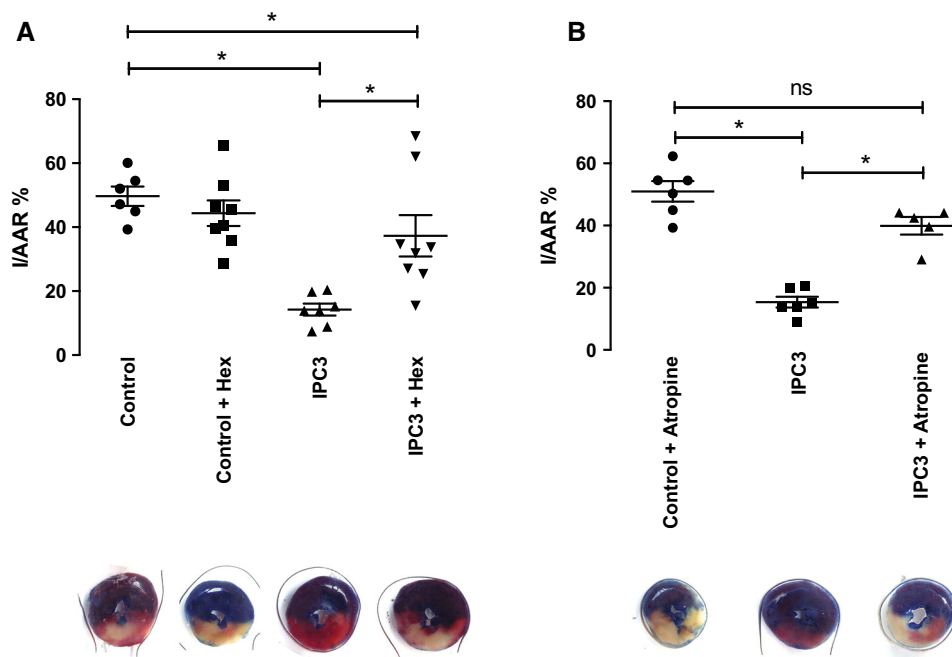 A
*
*
*
80
60
40
20
0
I/AAR %
Control
Control + Hex
IPC3
IPC3 + Hex
B
ns
*
*
80
60
40
20
0
I/AAR %
Control + Atropine
IPC3
IPC3 + Atropine